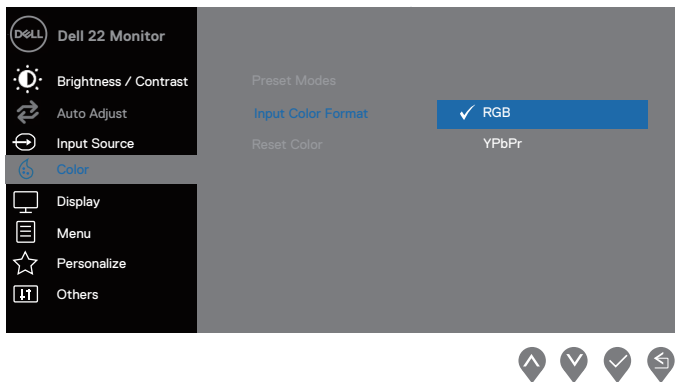 DELL Dell 22 Monitor
Brightness / Contrast
Preset Modes
Auto Adjust
Input Color Format
RGB
Input Source
Reset Color
YPbPr
Color
Display
Menu
Personalize
Others